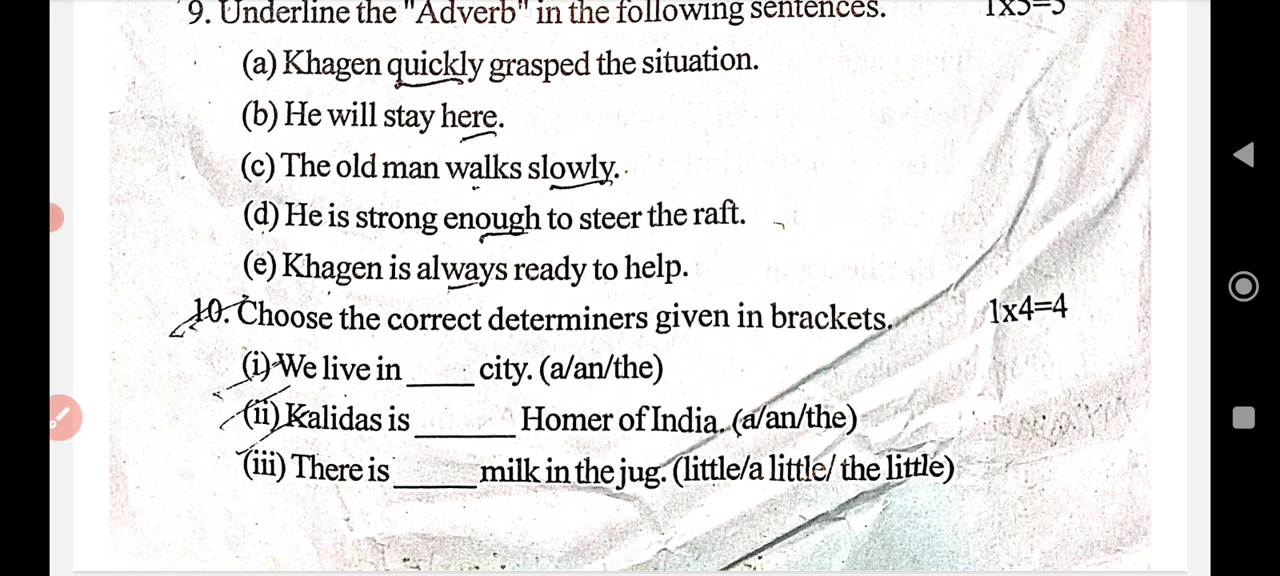 9. Underline the "Adverb" in the following sentences. 1x5=5
(a) Khagen quickly grasped the situation.
(b) He will stay here.
(c) The old man walks slowly.
(d) He is strong enough to steer the raft.
(e) Khagen is always ready to help.
10. Choose the correct determiners given in brackets. 1x4=4
(i) We live in _____ city. (a/an/the)
(ii) Kalidas is _______ Homer of India. (a/an/the)
(iii) There is ______ milk in the jug. (little/a little/ the little)